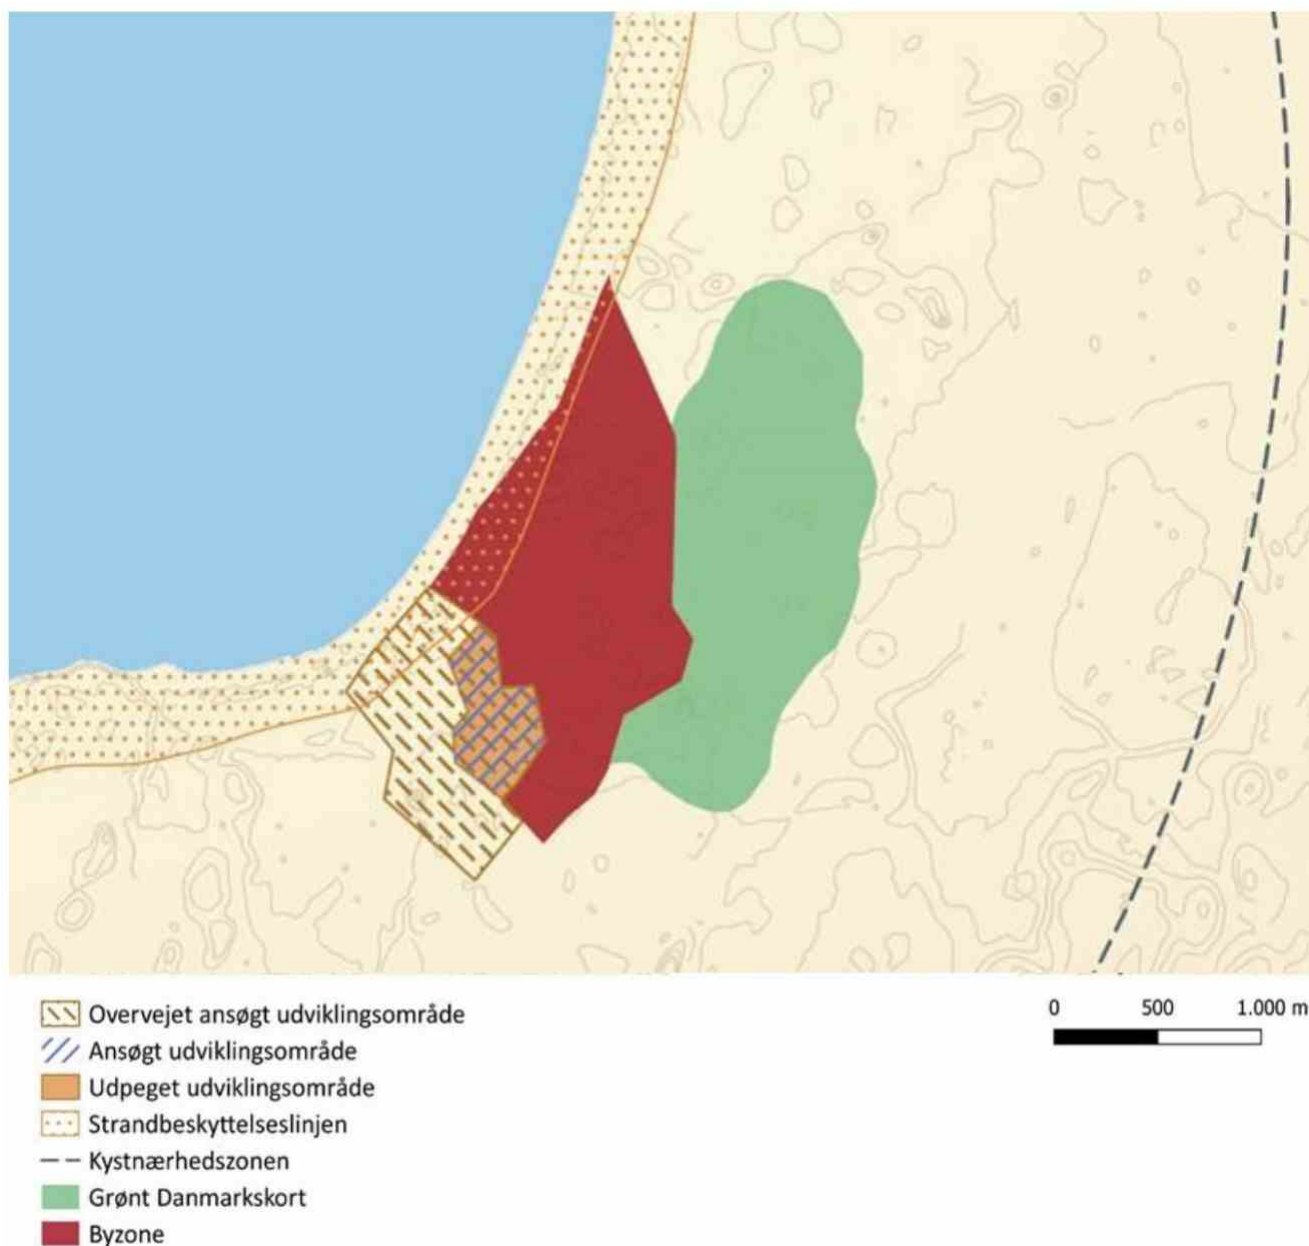 Overvejet ansøgt udviklingsområde
Ansøgt udviklingsområde
Udpeget udviklingsområde
Strandbeskyttelseslinjen
Kystnærhedszonen
Grønt Danmarkskort
Byzone
0 500 1.000 m